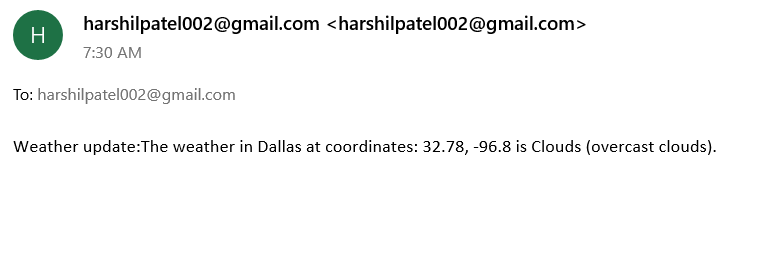 H
harshilpatel002@gmail.com <harshilpatel002@gmail.com>
7:30 AM
To: harshilpatel002@gmail.com
Weather update:The weather in Dallas at coordinates: 32.78, -96.8 is Clouds (overcast clouds).